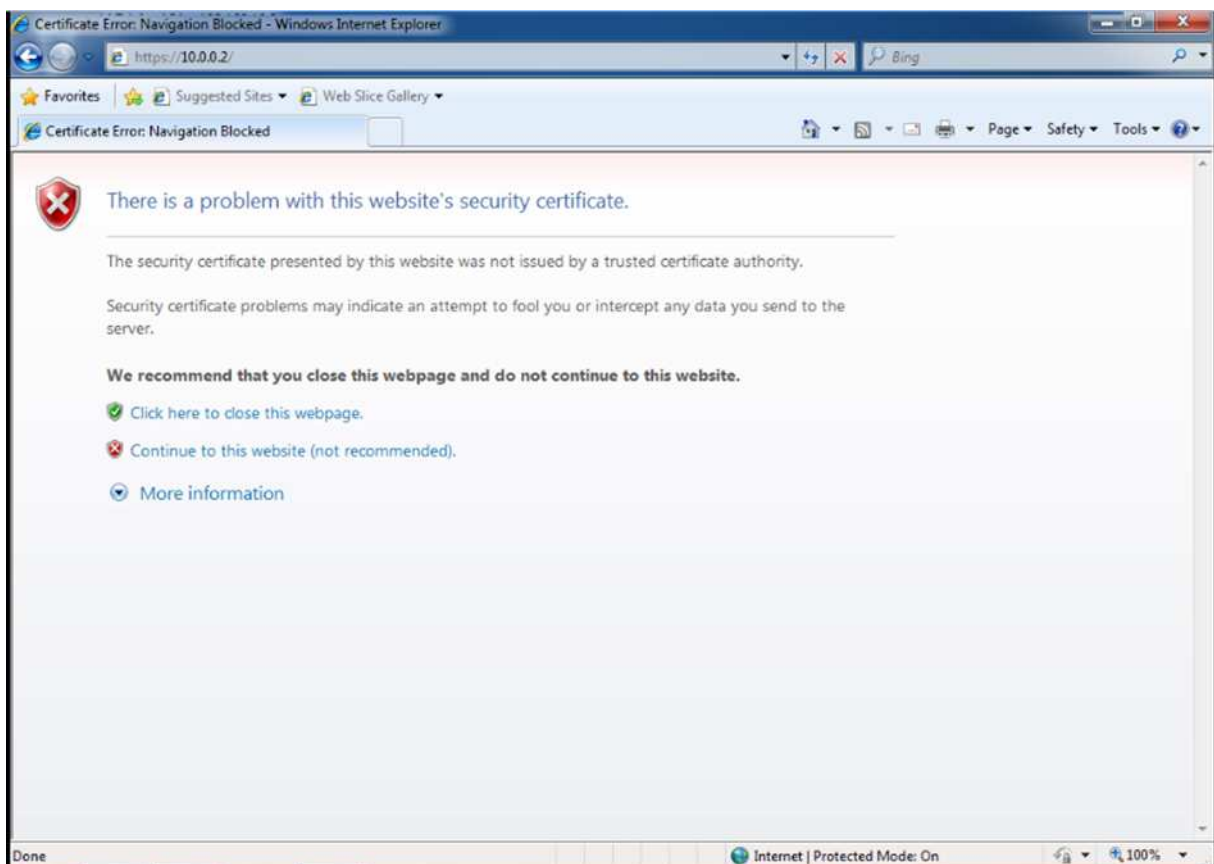 Certificate Error: Navigation Blocked - Windows Internet Explorer
https://10.0.0.2/
Bing
Favorites Suggested Sites Web Slice Gallery
Certificate Error: Navigation Blocked
Page Safety Tools
There is a problem with this website's security certificate.
The security certificate presented by this website was not issued by a trusted certificate authority.
Security certificate problems may indicate an attempt to fool you or intercept any data you send to the
server.
We recommend that you close this webpage and do not continue to this website.
Click here to close this webpage.
Continue to this website (not recommended).
More information
Done Internet | Protected Mode: On 100%